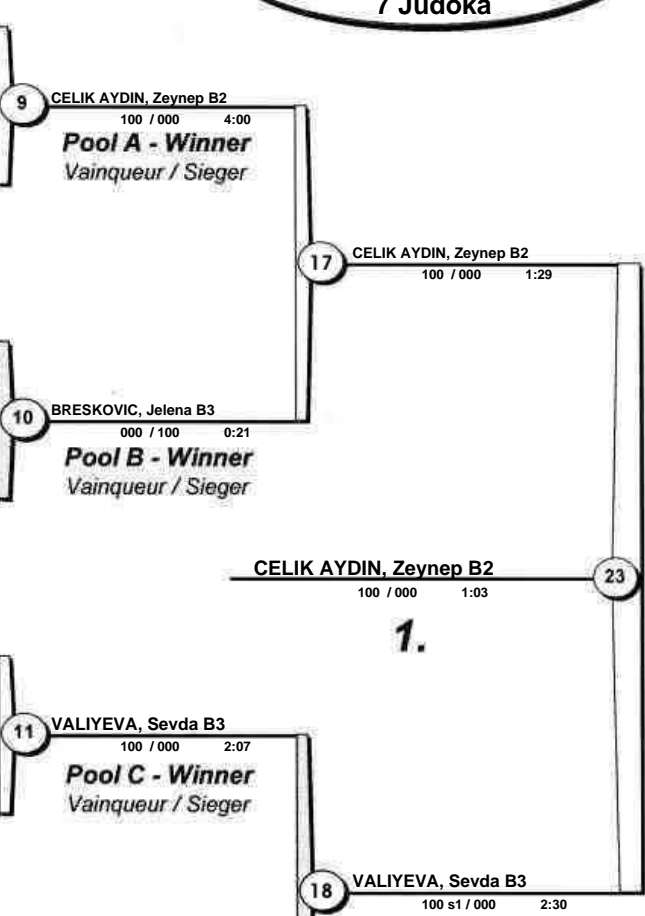 7 Judoka
9 CELIK AYDIN, Zeynep B2
100 / 000 4:00
Pool A - Winner
Vainqueur / Sieger
17 CELIK AYDIN, Zeynep B2
100 / 000 1:29
10 BRESKOVIC, Jelena B3
000 / 100 0:21
Pool B - Winner
Vainqueur / Sieger
CELIK AYDIN, Zeynep B2 23
100 / 000 1:03
1.
11 VALIYEVA, Sevda B3
100 / 000 2:07
Pool C - Winner
Vainqueur / Sieger
18 VALIYEVA, Sevda B3
100 s1 / 000 2:30